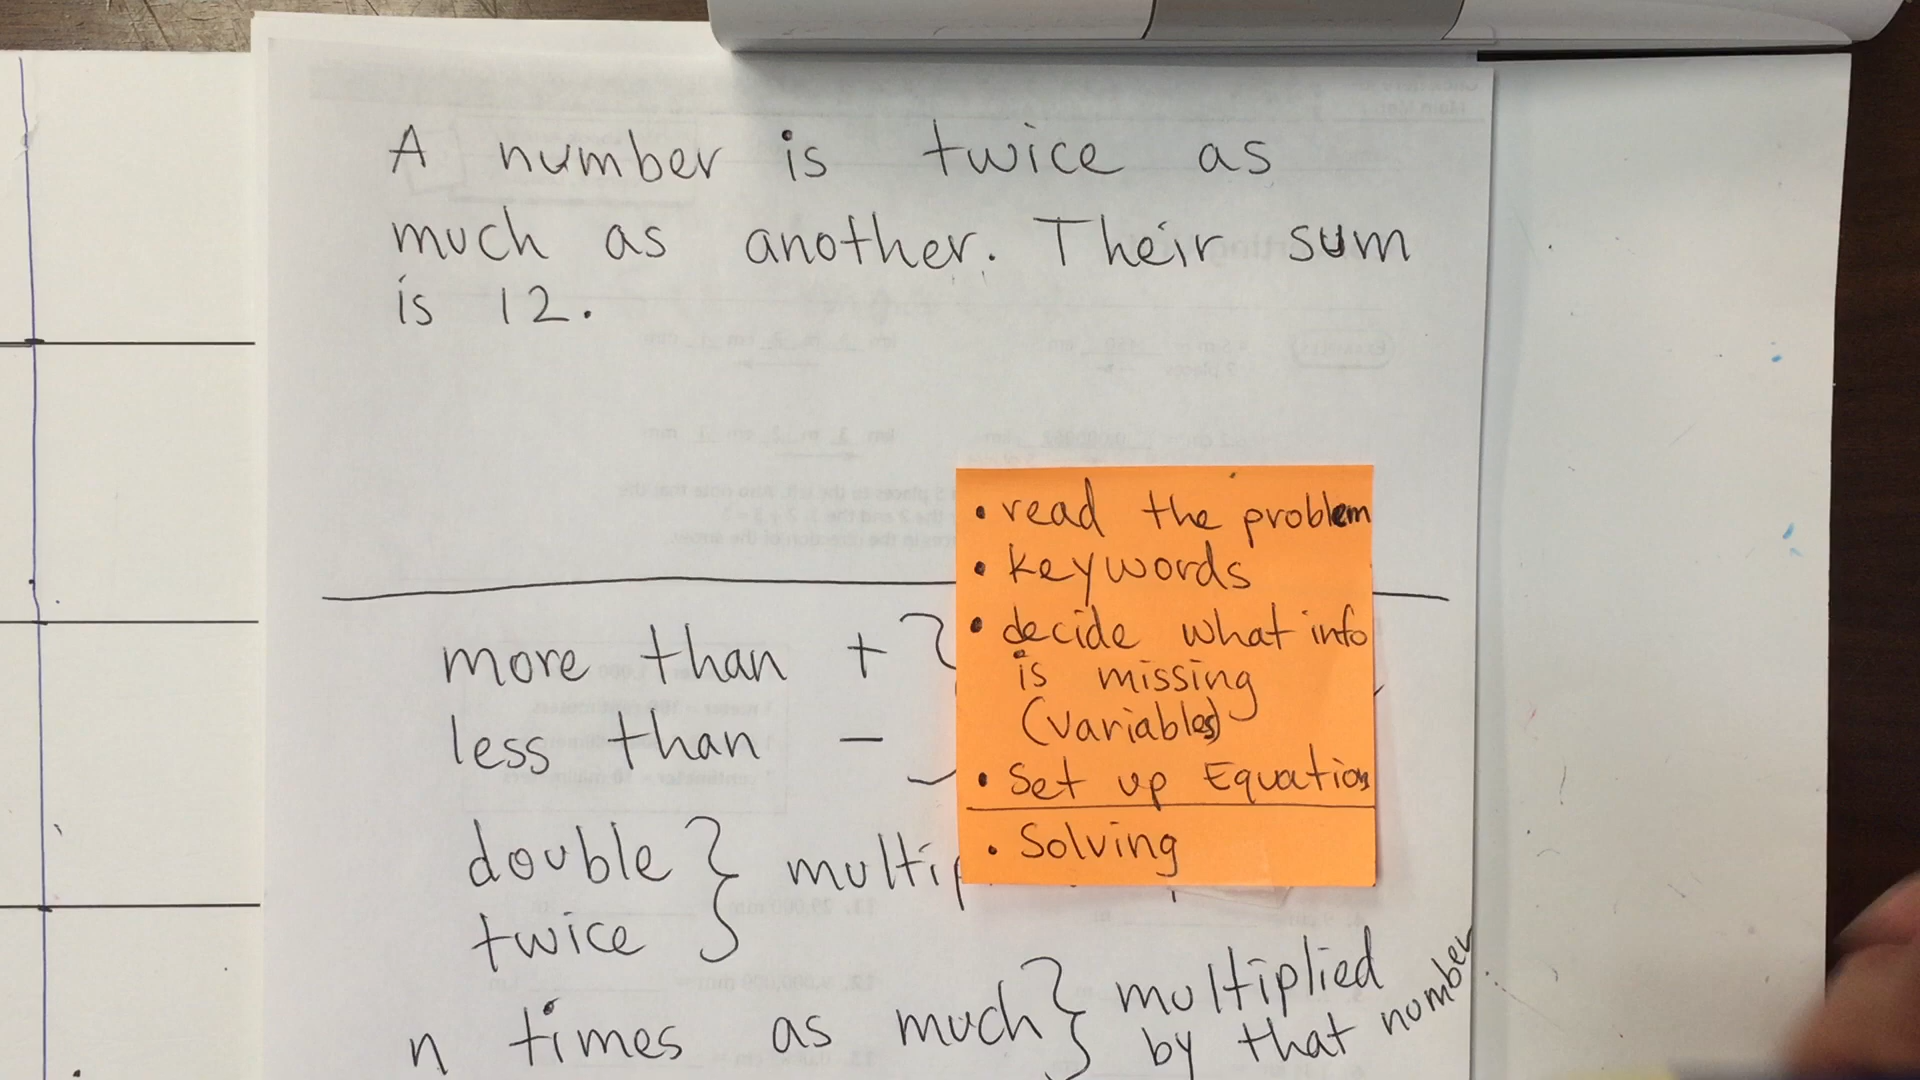 A number is twice as
much as another. Their sum
is 12.
• read the problem
• keywords
• decide what info
is missing
(variables)
• Set up Equation
• Solving
more than +
less than −
double
twice
n times as much } multiplied
by that number